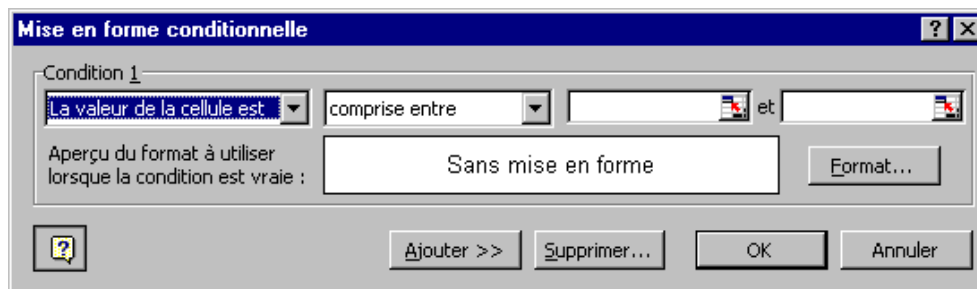 Mise en forme conditionnelle ? X
Condition 1
La valeur de la cellule est comprise entre et
Aperçu du format à utiliser
lorsque la condition est vraie :
Sans mise en forme
Format...
? Ajouter >> Supprimer... OK Annuler